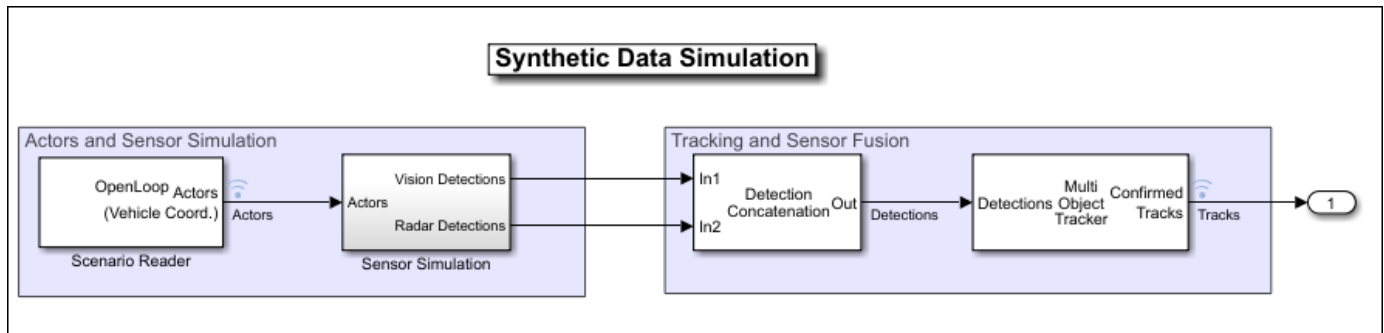 Synthetic Data Simulation
Actors and Sensor Simulation
OpenLoop Actors
(Vehicle Coord.)
Actors
Scenario Reader
Actors
Vision Detections
Radar Detections
Sensor Simulation
Tracking and Sensor Fusion
In1
In2
Detection
Concatenation
Out
Detections
Detections
Multi
Object
Tracker
Confirmed
Tracks
Tracks
1